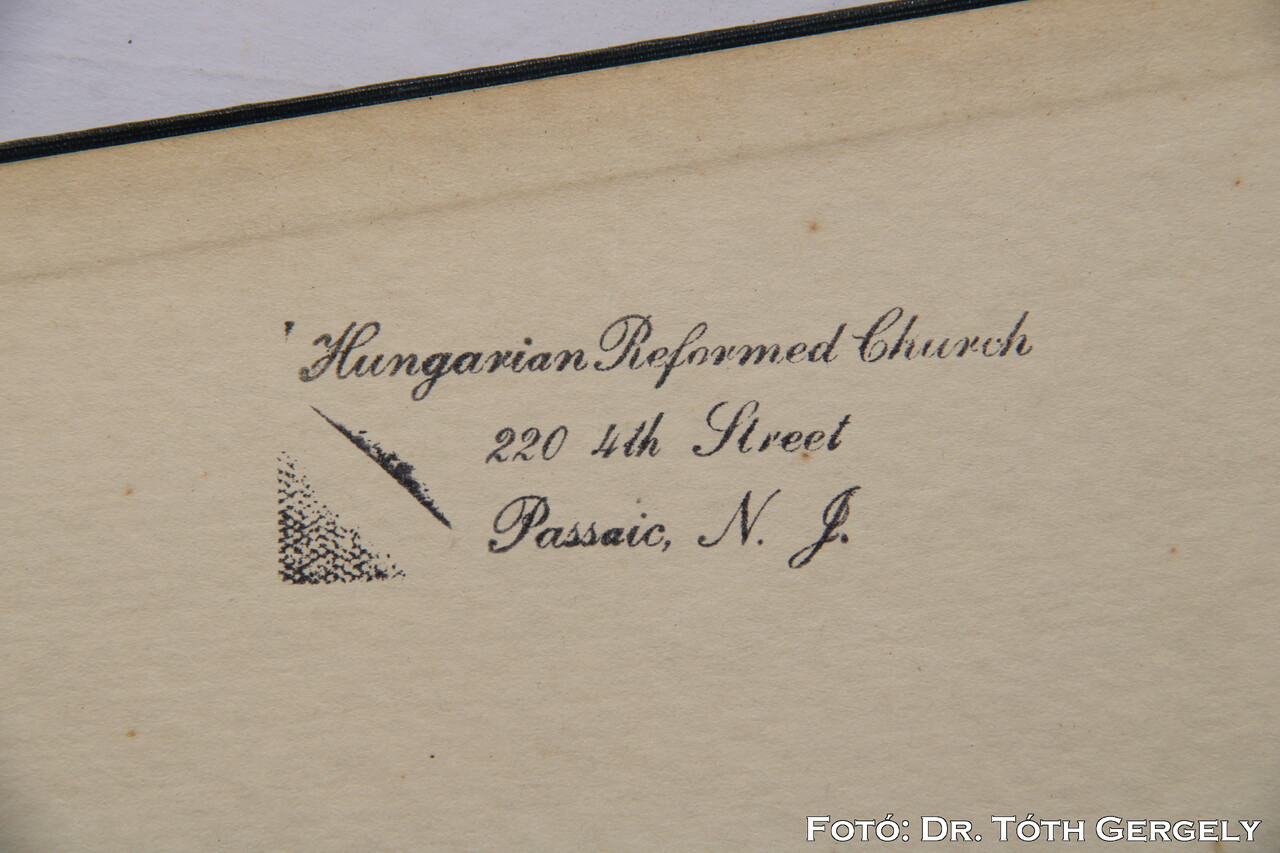 Hungarian Reformed Church
220 4th Street
Passaic, N. J.
Fotó: Dr. Tóth Gergely